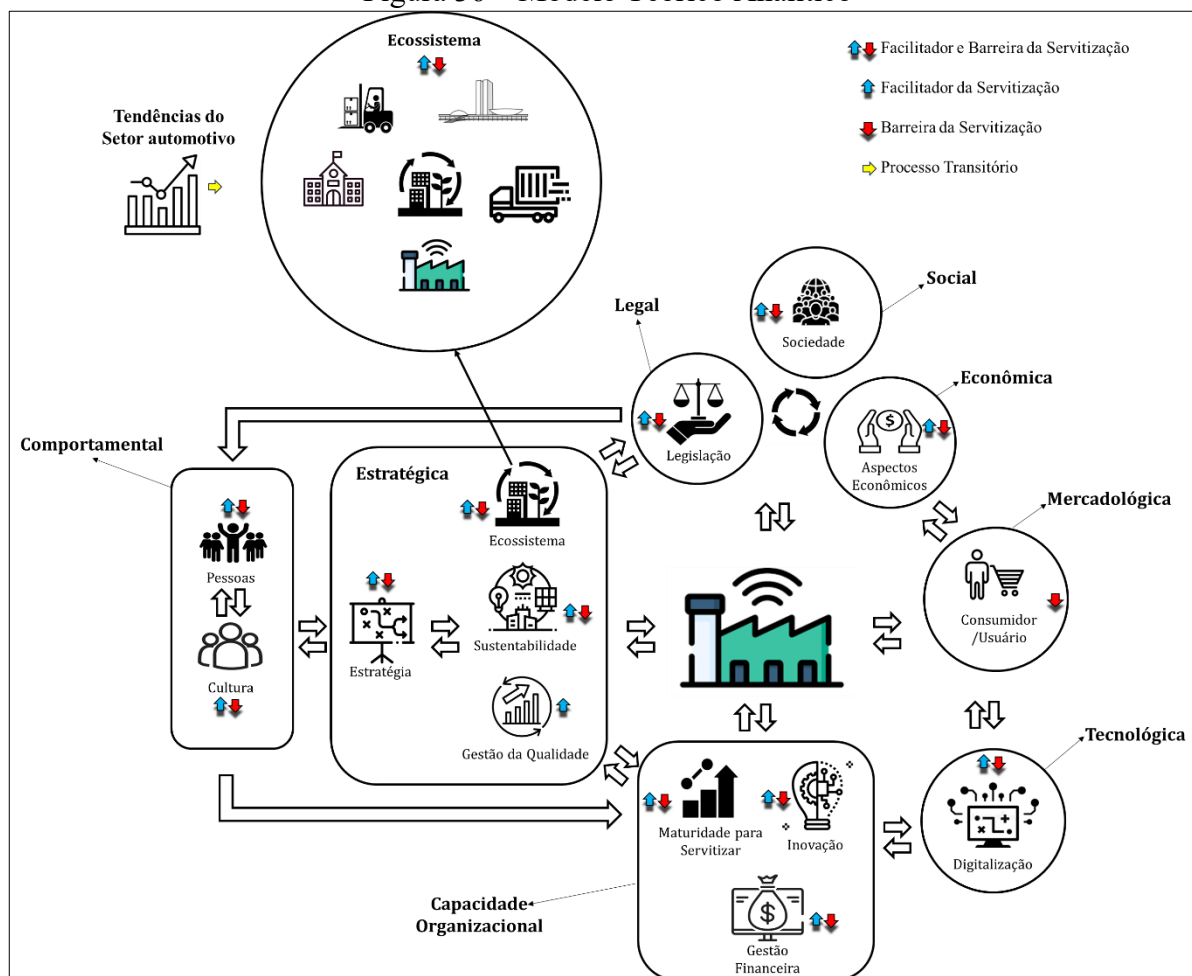 Figura 36 – Modelo Teórico Analítico
Ecossistema
Facilitador e Barreira da Servitização
Facilitador da Servitização
Barreira da Servitização
Processo Transitório
Tendências do
Setor automotivo
Social
Legal
Sociedade
Econômica
Legislação
Aspectos
Econômicos
Comportamental
Estratégica
Mercadológica
Ecossistema
Pessoas
Consumidor
/Usuário
Estratégia
Sustentabilidade
Cultura
Gestão da Qualidade
Tecnológica
Maturidade para
Servitizar
Inovação
Digitalização
Capacidade
Organizacional
Gestão
Financeira